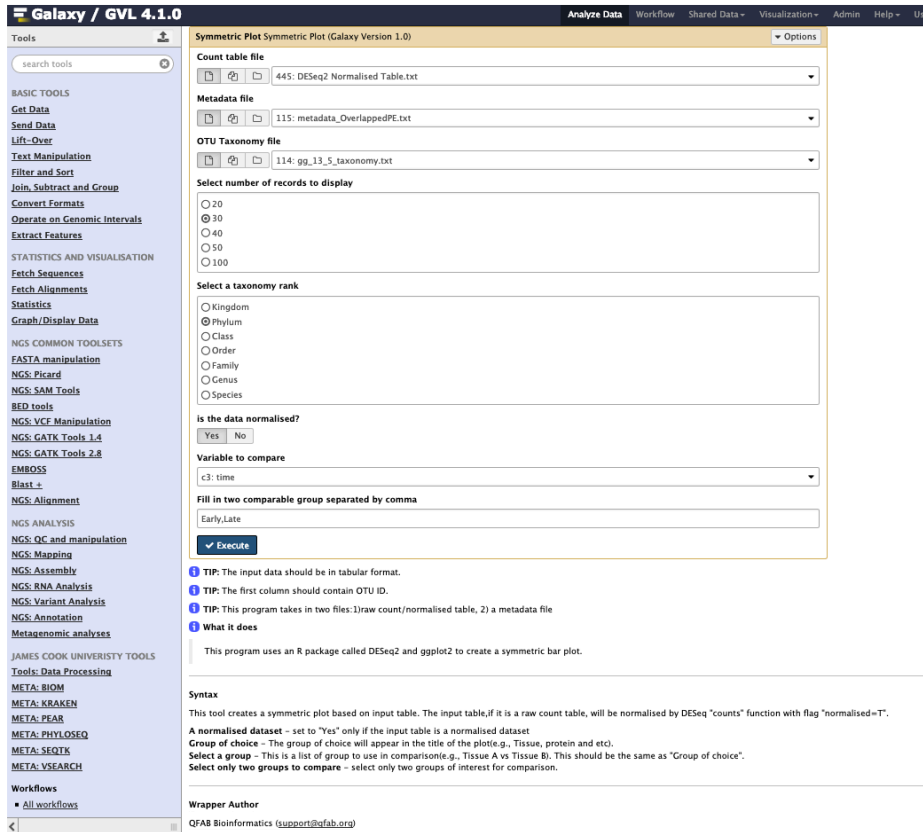 Galaxy / GVL 4.1.0
Analyze Data Workflow Shared Data Visualization Admin Help Us
Tools
search tools
BASIC TOOLS
Get Data
Send Data
Lift-Over
Text Manipulation
Filter and Sort
Join, Subtract and Group
Convert Formats
Operate on Genomic Intervals
Extract Features
STATISTICS AND VISUALISATION
Fetch Sequences
Fetch Alignments
Statistics
Graph/Display Data
NGS COMMON TOOLSETS
FASTA manipulation
NGS: Picard
NGS: SAM Tools
BED tools
NGS: VCF Manipulation
NGS: GATK Tools 1.4
NGS: GATK Tools 2.8
EMBOSS
Blast +
NGS: Alignment
NGS ANALYSIS
NGS: QC and manipulation
NGS: Mapping
NGS: Assembly
NGS: RNA Analysis
NGS: Variant Analysis
NGS: Annotation
Metagenomic analyses
JAMES COOK UNIVERISTY TOOLS
Tools: Data Processing
META: BIOM
META: KRAKEN
META: PEAR
META: PHYLOSEQ
META: SEQTK
META: VSEARCH
Workflows
All workflows
Symmetric Plot Symmetric Plot (Galaxy Version 1.0)
Options
Count table file
445: DESeq2 Normalised Table.txt
Metadata file
115: metadata_OverlappedPE.txt
OTU Taxonomy file
114: gg_13_5_taxonomy.txt
Select number of records to display
20
30
40
50
100
Select a taxonomy rank
Kingdom
Phylum
Class
Order
Family
Genus
Species
is the data normalised?
Yes No
Variable to compare
c3: time
Fill in two comparable group separated by comma
Early,Late
Execute
TIP: The input data should be in tabular format.
TIP: The first column should contain OTU ID.
TIP: This program takes in two files:1)raw count/normalised table, 2) a metadata file
What it does
This program uses an R package called DESeq2 and ggplot2 to create a symmetric bar plot.
Syntax
This tool creates a symmetric plot based on input table. The input table,if it is a raw count table, will be normalised by DESeq "counts" function with flag "normalised=T".
A normalised dataset - set to "Yes" only if the input table is a normalised dataset
Group of choice - The group of choice will appear in the title of the plot(e.g., Tissue, protein and etc).
Select a group - This is a list of group to use in comparison(e.g., Tissue A vs Tissue B). This should be the same as "Group of choice".
Select only two groups to compare - select only two groups of interest for comparison.
Wrapper Author
QFAB Bioinformatics (support@qfab.org)